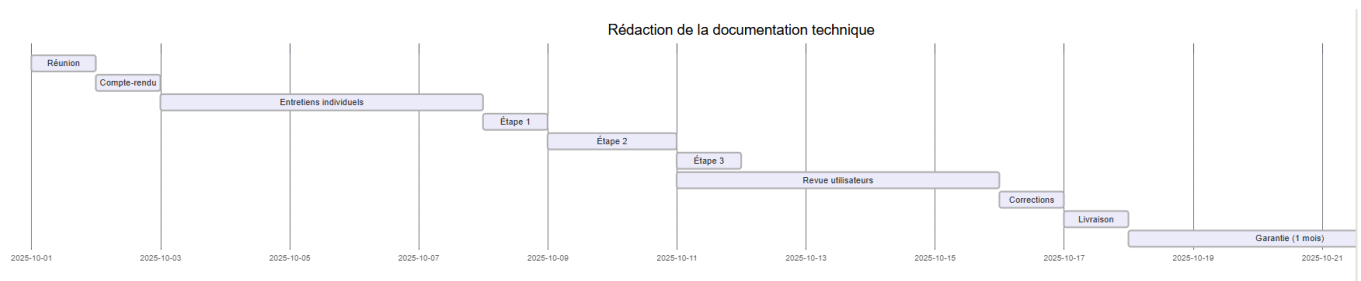 Rédaction de la documentation technique
Réunion
Compte-rendu
Entretiens individuels
Étape 1
Étape 2
Étape 3
Revue utilisateurs
Corrections
Livraison
Garantie (1 mois)
2025-10-01 2025-10-03 2025-10-05 2025-10-07 2025-10-09 2025-10-11 2025-10-13 2025-10-15 2025-10-17 2025-10-19 2025-10-21